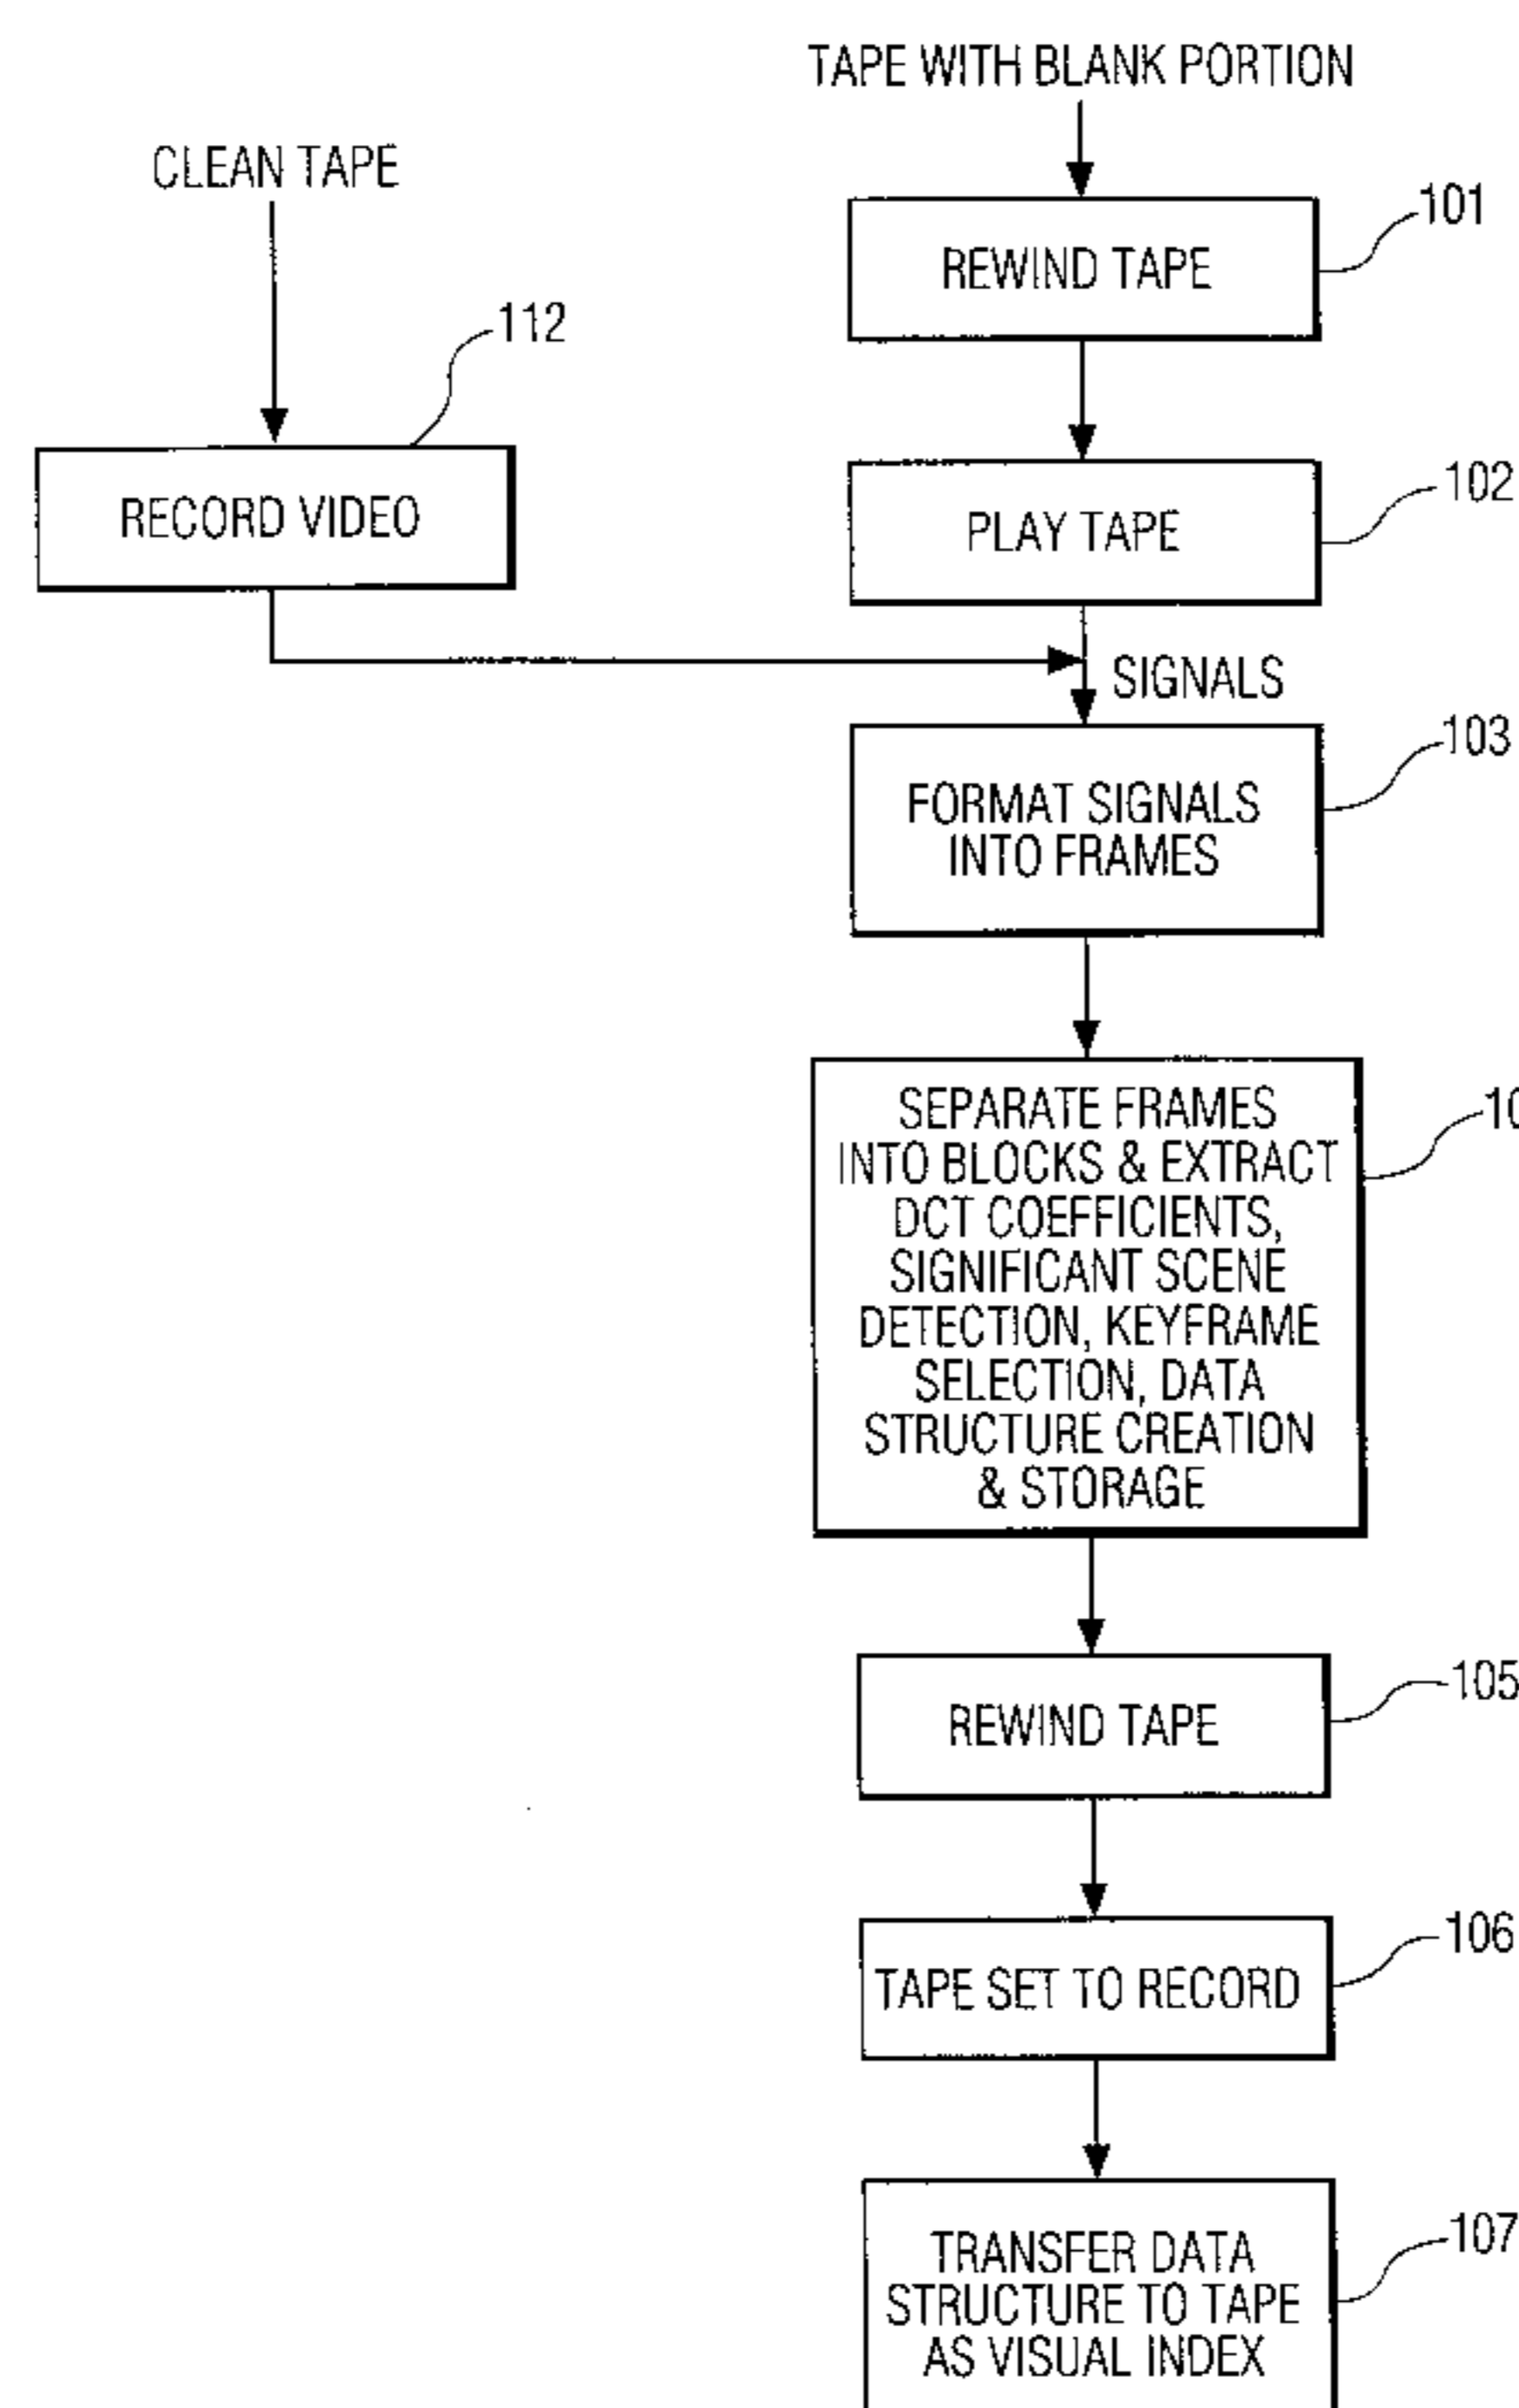 TAPE WITH BLANK PORTION
CLEAN TAPE
101
REWIND TAPE
112
RECORD VIDEO
102
PLAY TAPE
SIGNALS
103
FORMAT SIGNALS
INTO FRAMES
SEPARATE FRAMES
INTO BLOCKS & EXTRACT
DCT COEFFICIENTS,
SIGNIFICANT SCENE
DETECTION, KEYFRAME
SELECTION, DATA
STRUCTURE CREATION
& STORAGE
105
REWIND TAPE
106
TAPE SET TO RECORD
107
TRANSFER DATA
STRUCTURE TO TAPE
AS VISUAL INDEX